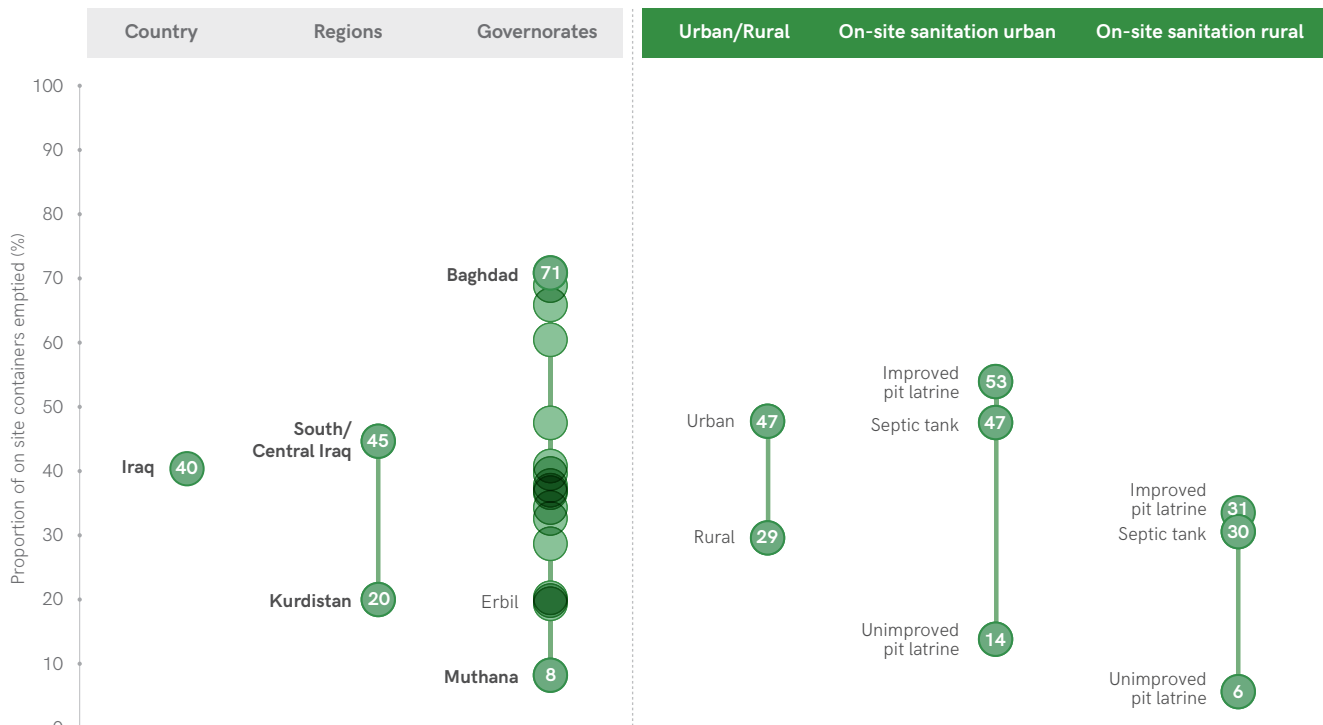 Country
Regions
Governorates
Urban/Rural
On-site sanitation urban
On-site sanitation rural
Proportion of on site containers emptied (%)
100
90
80
70
60
50
40
30
20
10
0
Iraq
40
South/
Central Iraq
45
Kurdistan
20
Baghdad
71
Erbil
Muthana
8
Urban
47
Rural
29
Improved
pit latrine
53
Septic tank
47
Unimproved
pit latrine
14
Improved
pit latrine
31
Septic tank
30
Unimproved
pit latrine
6